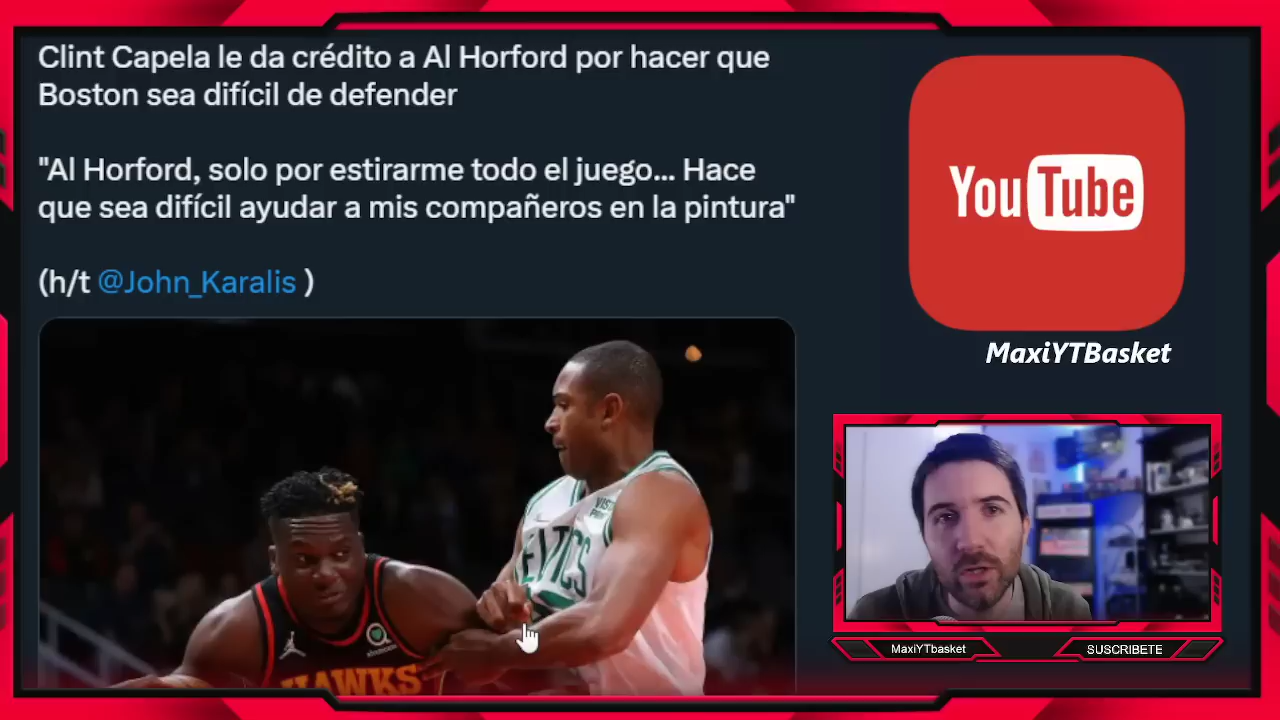 Clint Capela le da crédito a Al Horford por hacer que
Boston sea difícil de defender
"Al Horford, solo por estirarme todo el juego... Hace
que sea difícil ayudar a mis compañeros en la pintura"
(h/t @John_Karalis )
YouTube
MaxiYTBasket
HAWKS
MaxiYTbasket
SUSCRIBETE